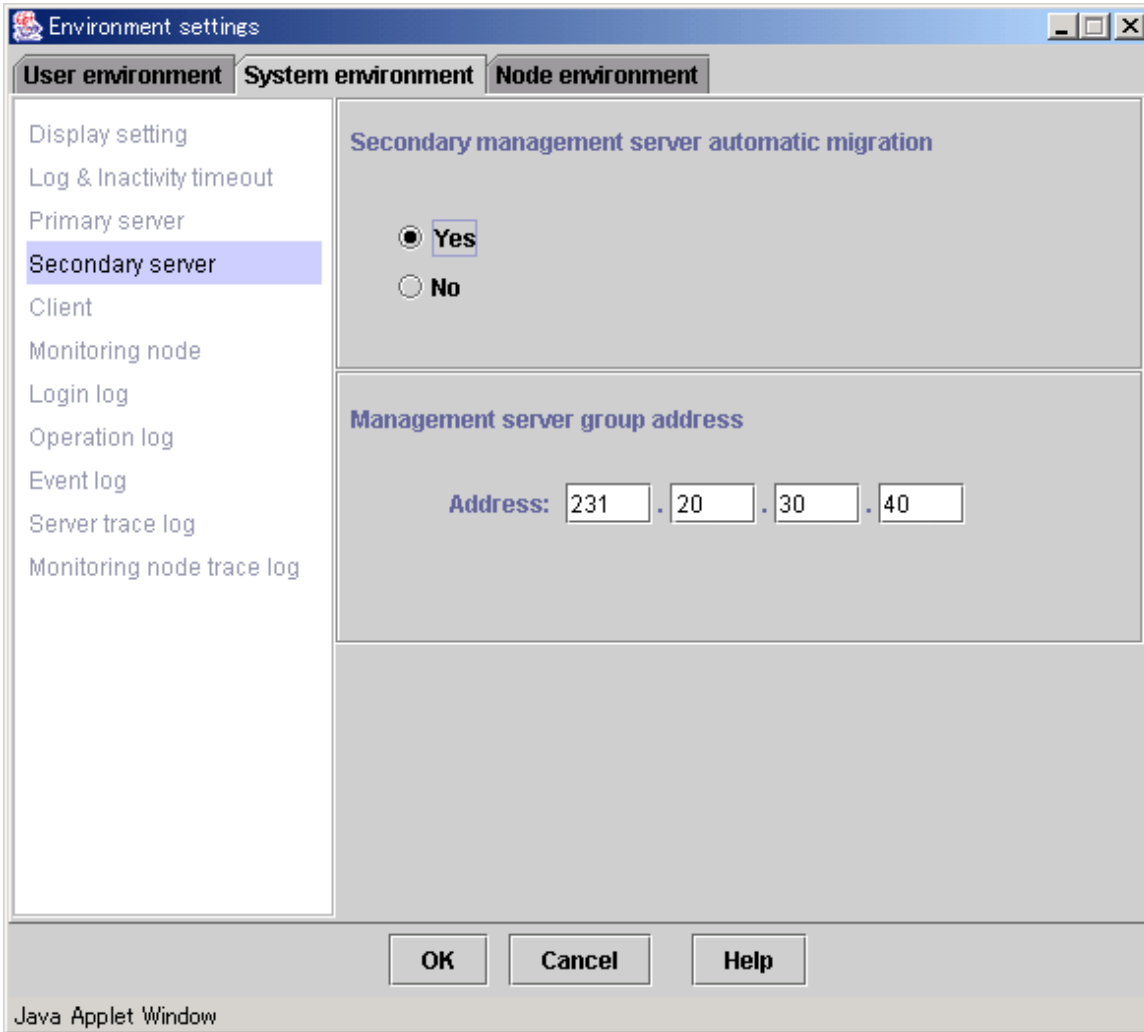 Environment settings
User environment System environment Node environment
Display setting
Log & Inactivity timeout
Primary server
Secondary server
Client
Monitoring node
Login log
Operation log
Event log
Server trace log
Monitoring node trace log
Secondary management server automatic migration
Yes
No
Management server group address
Address: 231 . 20 . 30 . 40
OK Cancel Help
Java Applet Window